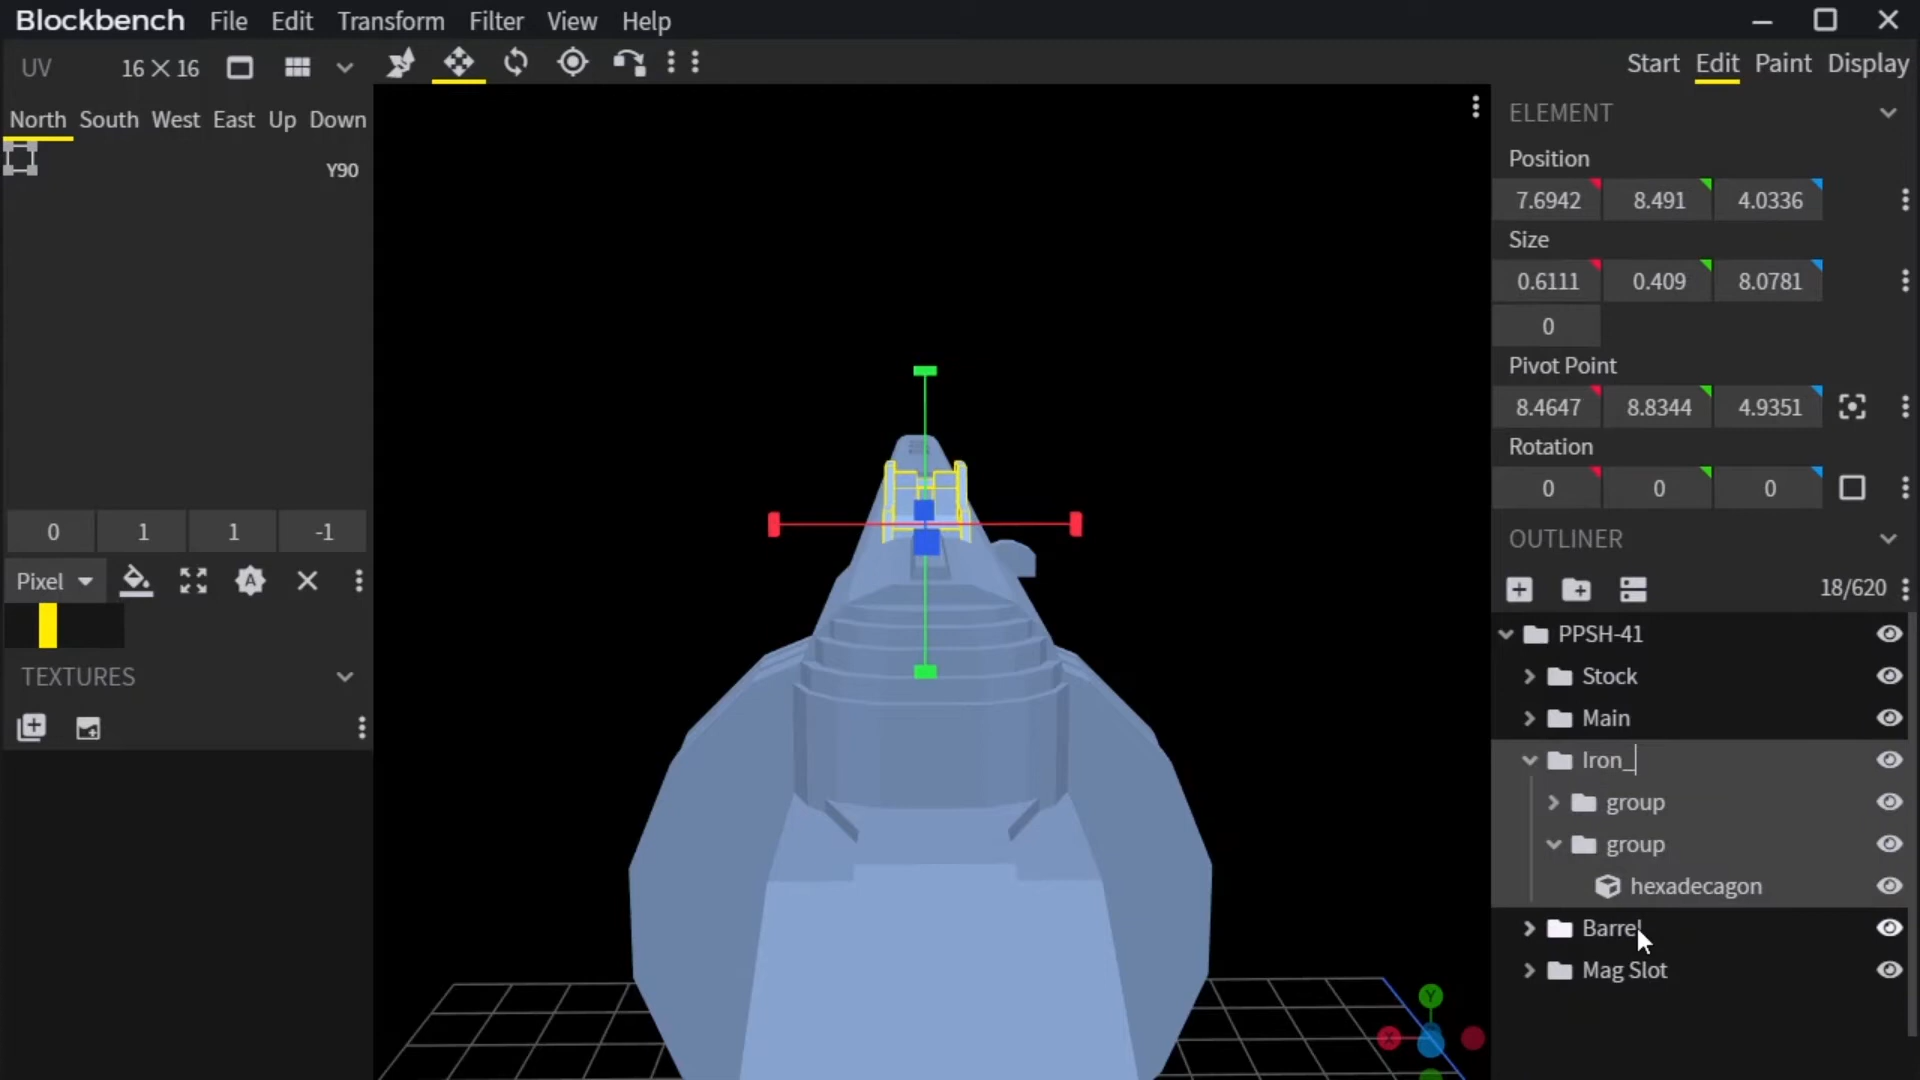 Blockbench File Edit Transform Filter View Help
UV 16 × 16
Start Edit Paint Display
North South West East Up Down
Y90
0 1 1 -1
Pixel
TEXTURES
ELEMENT
Position
7.6942 8.491 4.0336
Size
0.6111 0.409 8.0781
0
Pivot Point
8.4647 8.8344 4.9351
Rotation
0 0 0
OUTLINER
18/620
PPSH-41
Stock
Main
Iron_
group
group
hexadecagon
Barrel
Mag Slot
Y
X